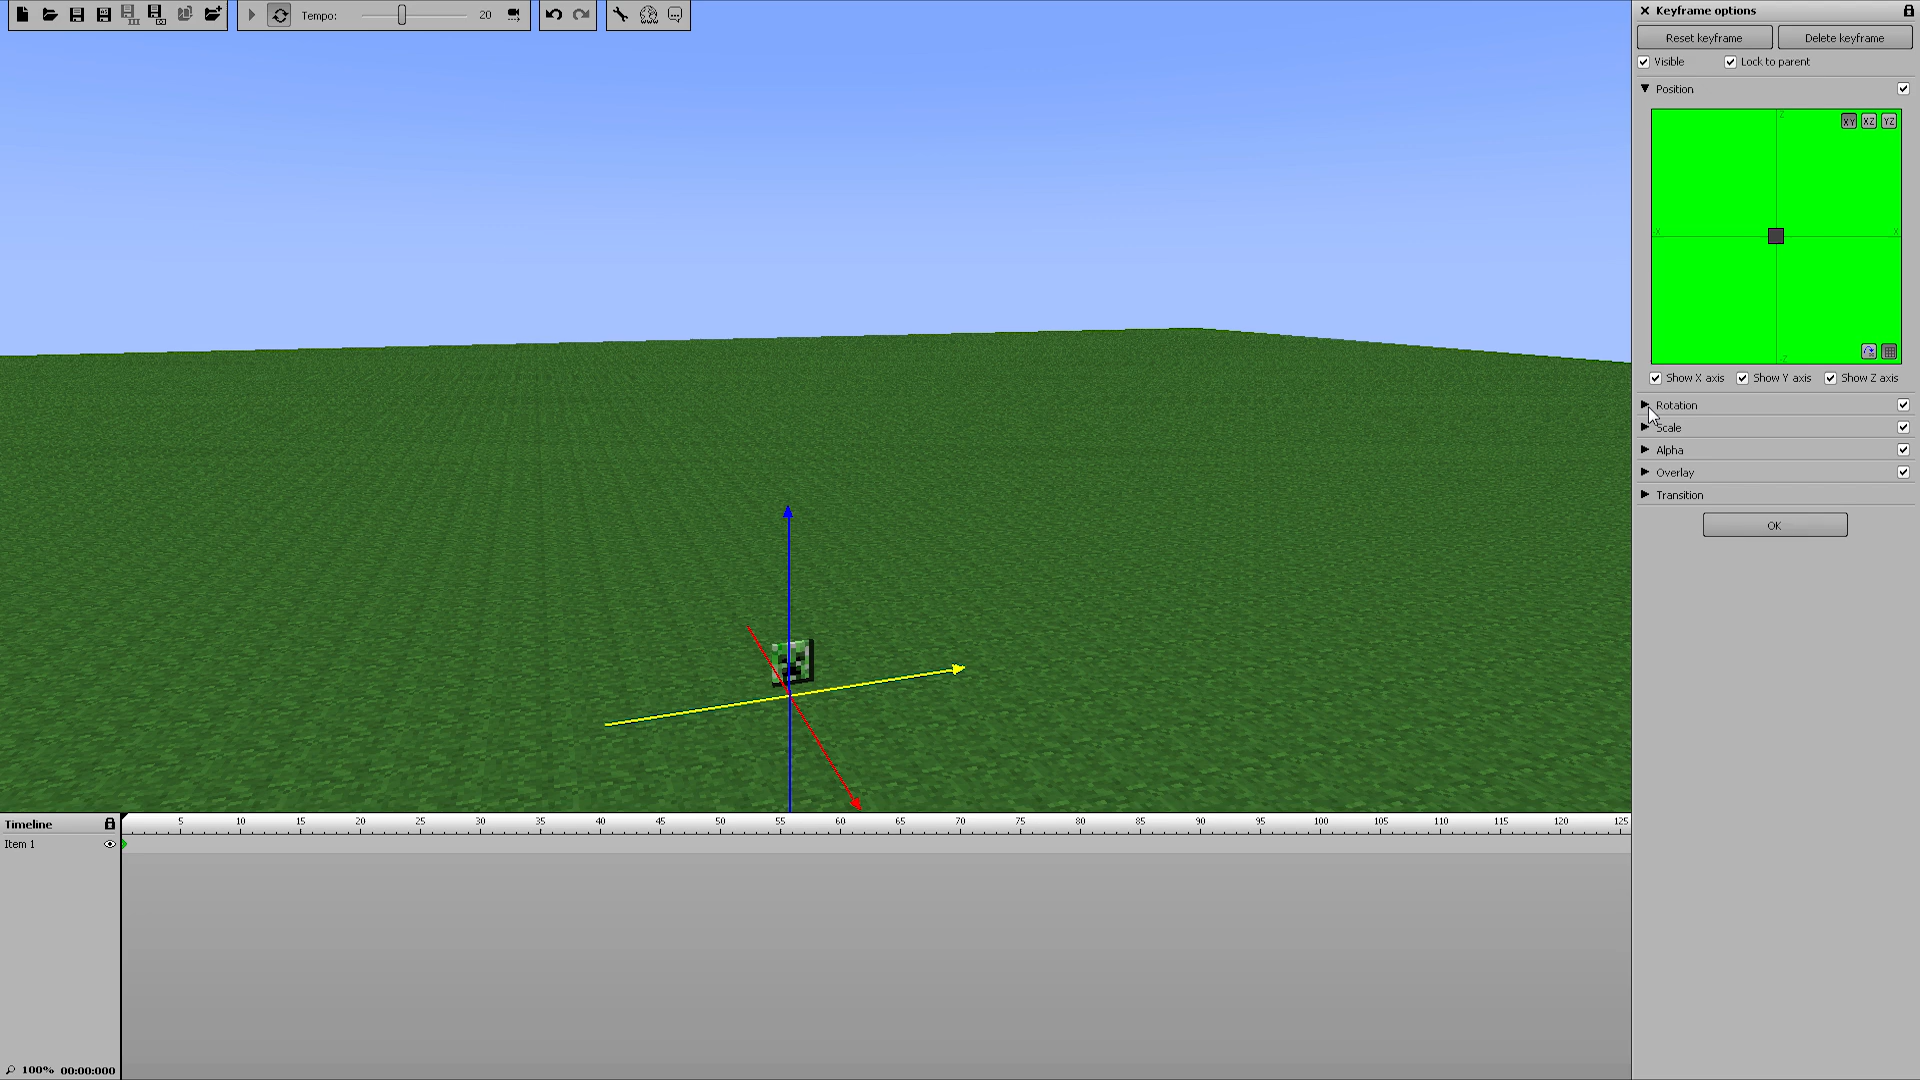 Tempo: 20
Keyframe options
Reset keyframe Delete keyframe
Visible Lock to parent
Position
XY XZ YZ
Z
-X X
-Z
Show X axis Show Y axis Show Z axis
Rotation
Scale
Alpha
Overlay
Transition
OK
Timeline 5 10 15 20 25 30 35 40 45 50 55 60 65 70 75 80 85 90 95 100 105 110 115 120 125
Item 1
100% 00:00:000